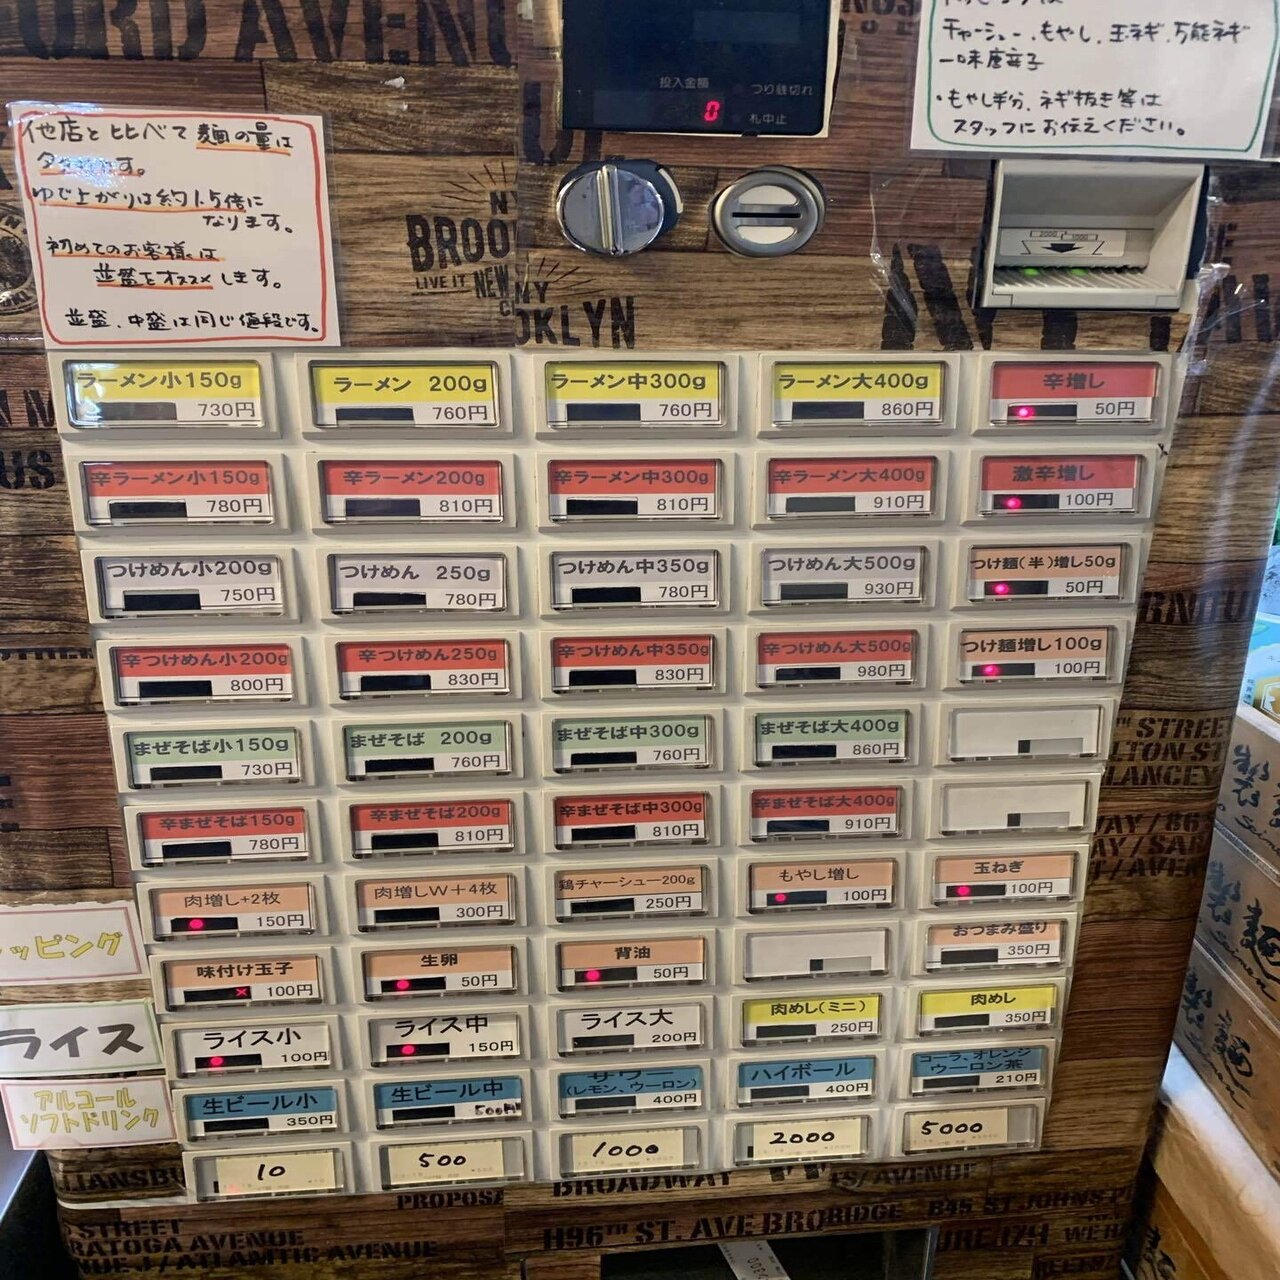 投入金額
つり銭切れ
0
札中止
チャーシュー、もやし、玉ネギ、万能ネギ
一味唐辛子
・もやし半分、ネギ抜き等は
スタッフにお伝えください。
他店と比べて麺の量は
ゆで上がりは約1.5倍に
なります。
初めてのお客様は
並盛をオススメします。
並盛、中盛は同じ値段です。
2000 1000
BROO
LIVE IT NEW
OKLYN
ラーメン小150g 730円
ラーメン 200g 760円
ラーメン中300g 760円
ラーメン大400g 860円
辛増し 50円
辛ラーメン小150g 780円
辛ラーメン200g 810円
辛ラーメン中300g 810円
辛ラーメン大400g 910円
激辛増し 100円
つけめん小200g 750円
つけめん 250g 780円
つけめん中350g 780円
つけめん大500g 930円
つけ麺(半)増し50g 50円
辛つけめん小200g 800円
辛つけめん250g 830円
辛つけめん中350g 830円
辛つけめん大500g 980円
つけ麺増し100g 100円
まぜそば小150g 730円
まぜそば 200g 760円
まぜそば中300g 760円
まぜそば大400g 860円
辛まぜそば150g 780円
辛まぜそば200g 810円
辛まぜそば中300g 810円
辛まぜそば大400g 910円
肉増し+2枚 150円
肉増しW+4枚 300円
鶏チャーシュー200g 250円
もやし増し 100円
玉ねぎ 100円
ッピング
味付け玉子 100円
生卵 50円
背油 50円
おつまみ盛り 350円
ライス
ライス小 100円
ライス中 150円
ライス大 200円
肉めし(ミニ) 250円
肉めし 350円
アルコール
ソフトドリンク
生ビール小 350円
生ビール中 500円
サワー
(レモン、ウーロン) 400円
ハイボール 400円
コーラ、オレンジ
ウーロン茶 210円
10
500
1000
2000
5000
PROPOSE
BROADWAY
STREET
RATOGA AVENUE
ATLANTIC AVENUE
H96TH ST. AVE BRO